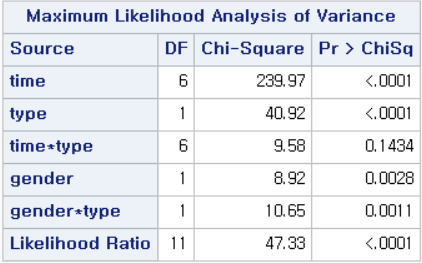 Maximum Likelihood Analysis of Variance
Source DF Chi-Square Pr > ChiSq
time 6 239.97 <.0001
type 1 40.92 <.0001
time*type 6 9.58 0.1434
gender 1 8.92 0.0028
gender*type 1 10.65 0.0011
Likelihood Ratio 11 47.33 <.0001